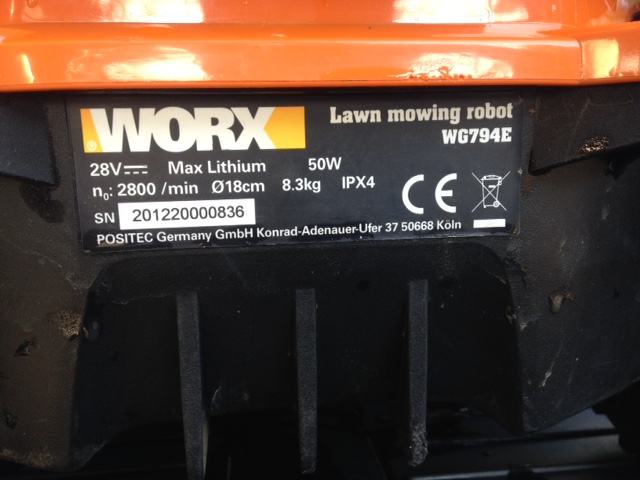 WORX
Lawn mowing robot
WG794E
28V Max Lithium 50W
n₀: 2800 /min Ø18cm 8.3kg IPX4
CE
SN 201220000836
POSITEC Germany GmbH Konrad-Adenauer-Ufer 37 50668 Köln